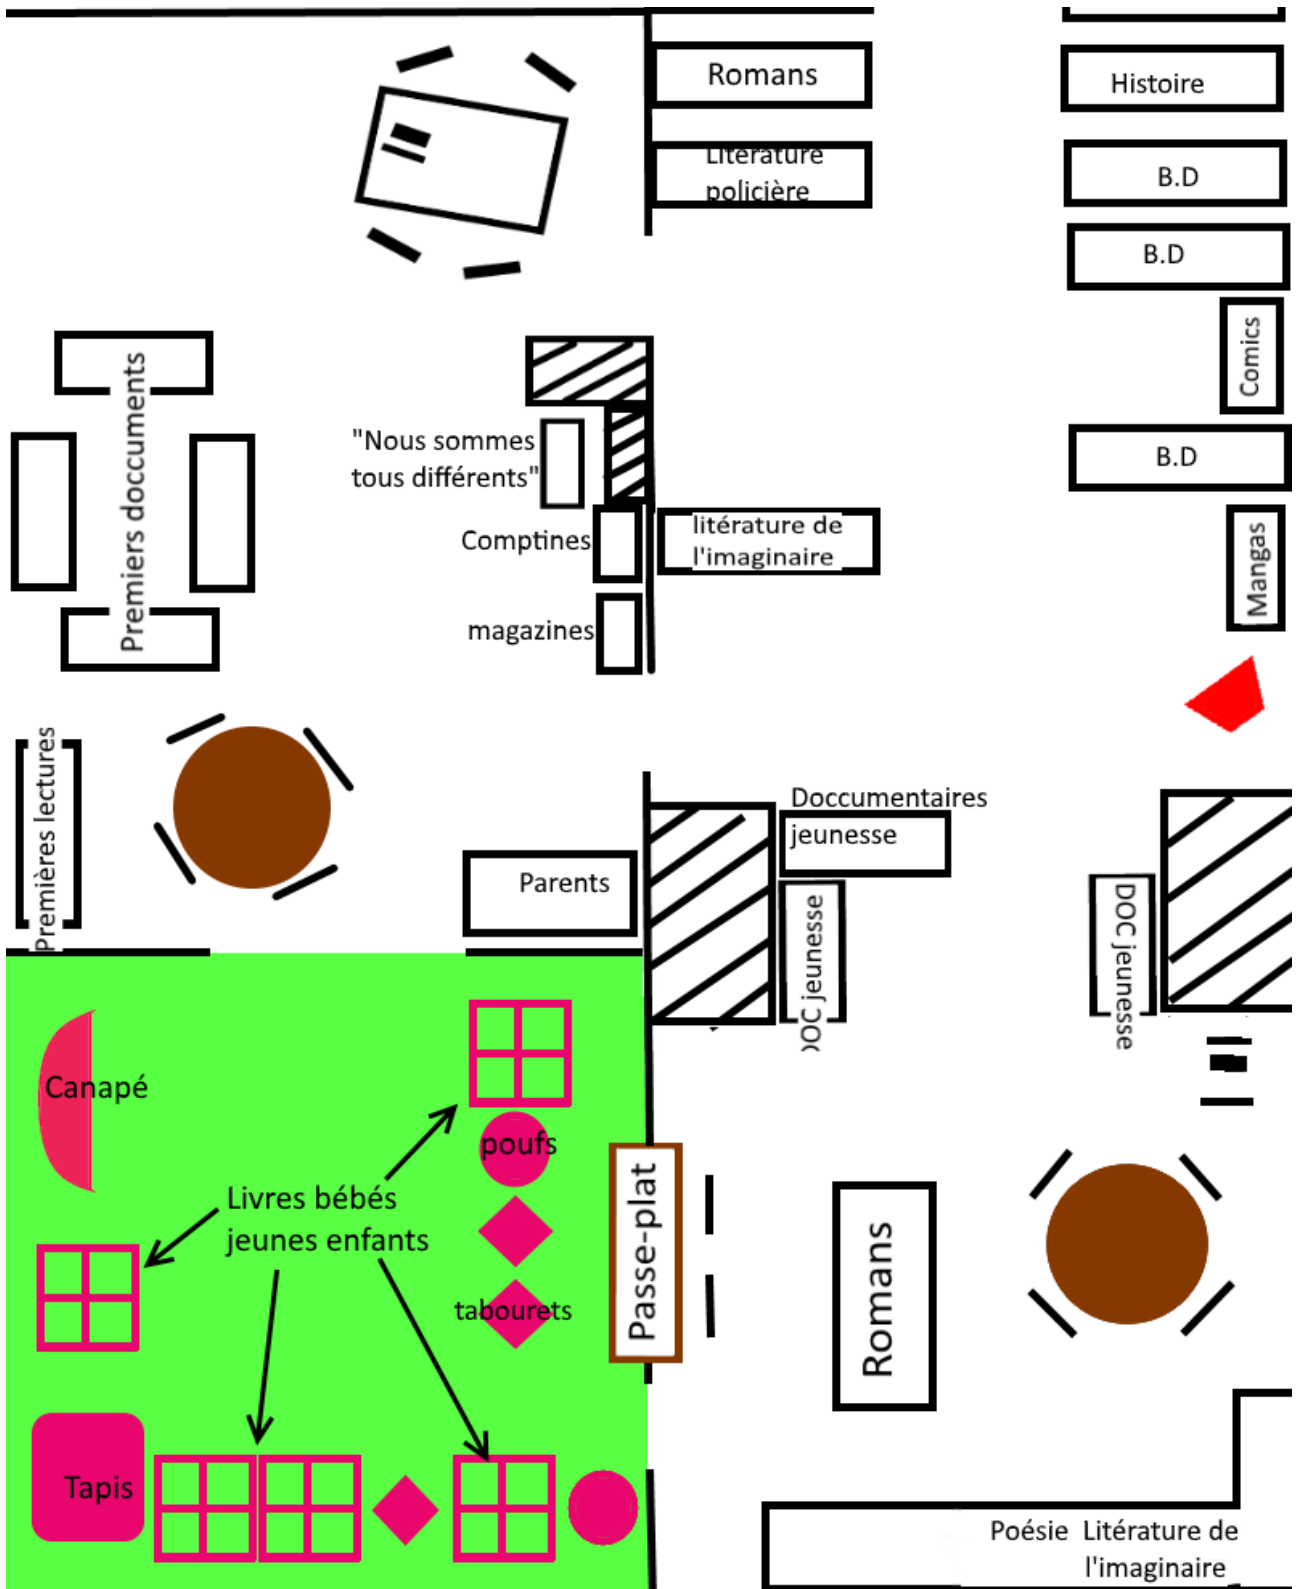 Romans
Histoire
Litérature
policière
B.D
B.D
Comics
Premiers doccuments
"Nous sommes
tous différents"
B.D
Comptines
litérature de
l'imaginaire
Mangas
magazines
Premières lectures
Doccumentaires
jeunesse
Parents
DOC jeunesse
DOC jeunesse
Canapé
poufs
Livres bébés
jeunes enfants
Passe-plat
Romans
tabourets
Tapis
Poésie Litérature de
l'imaginaire